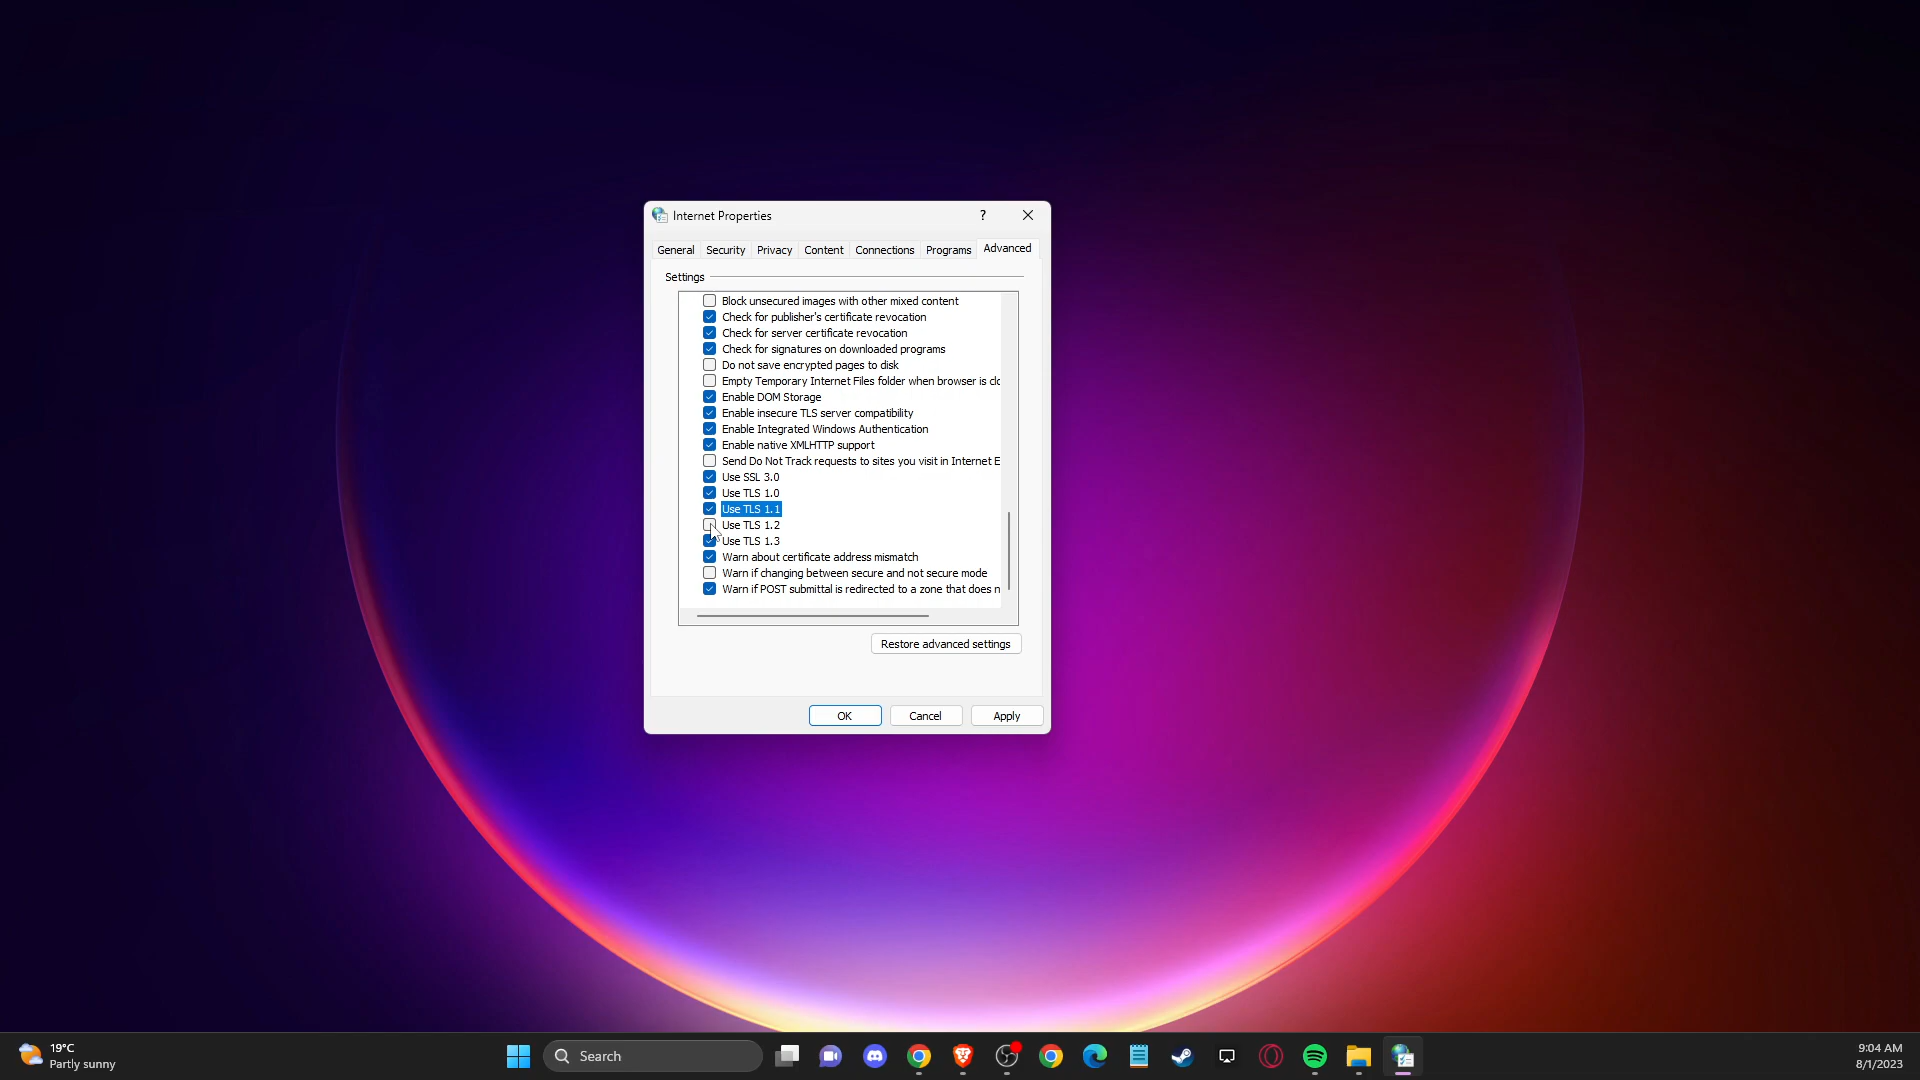 Internet Properties
?
General Security Privacy Content Connections Programs Advanced
Settings
Block unsecured images with other mixed content
Check for publisher's certificate revocation
Check for server certificate revocation
Check for signatures on downloaded programs
Do not save encrypted pages to disk
Empty Temporary Internet Files folder when browser is clc
Enable DOM Storage
Enable insecure TLS server compatibility
Enable Integrated Windows Authentication
Enable native XMLHTTP support
Send Do Not Track requests to sites you visit in Internet E
Use SSL 3.0
Use TLS 1.0
Use TLS 1.1
Use TLS 1.2
Use TLS 1.3
Warn about certificate address mismatch
Warn if changing between secure and not secure mode
Warn if POST submittal is redirected to a zone that does n
Restore advanced settings
OK Cancel Apply
19°C
Partly sunny
Search
9:04 AM
8/1/2023